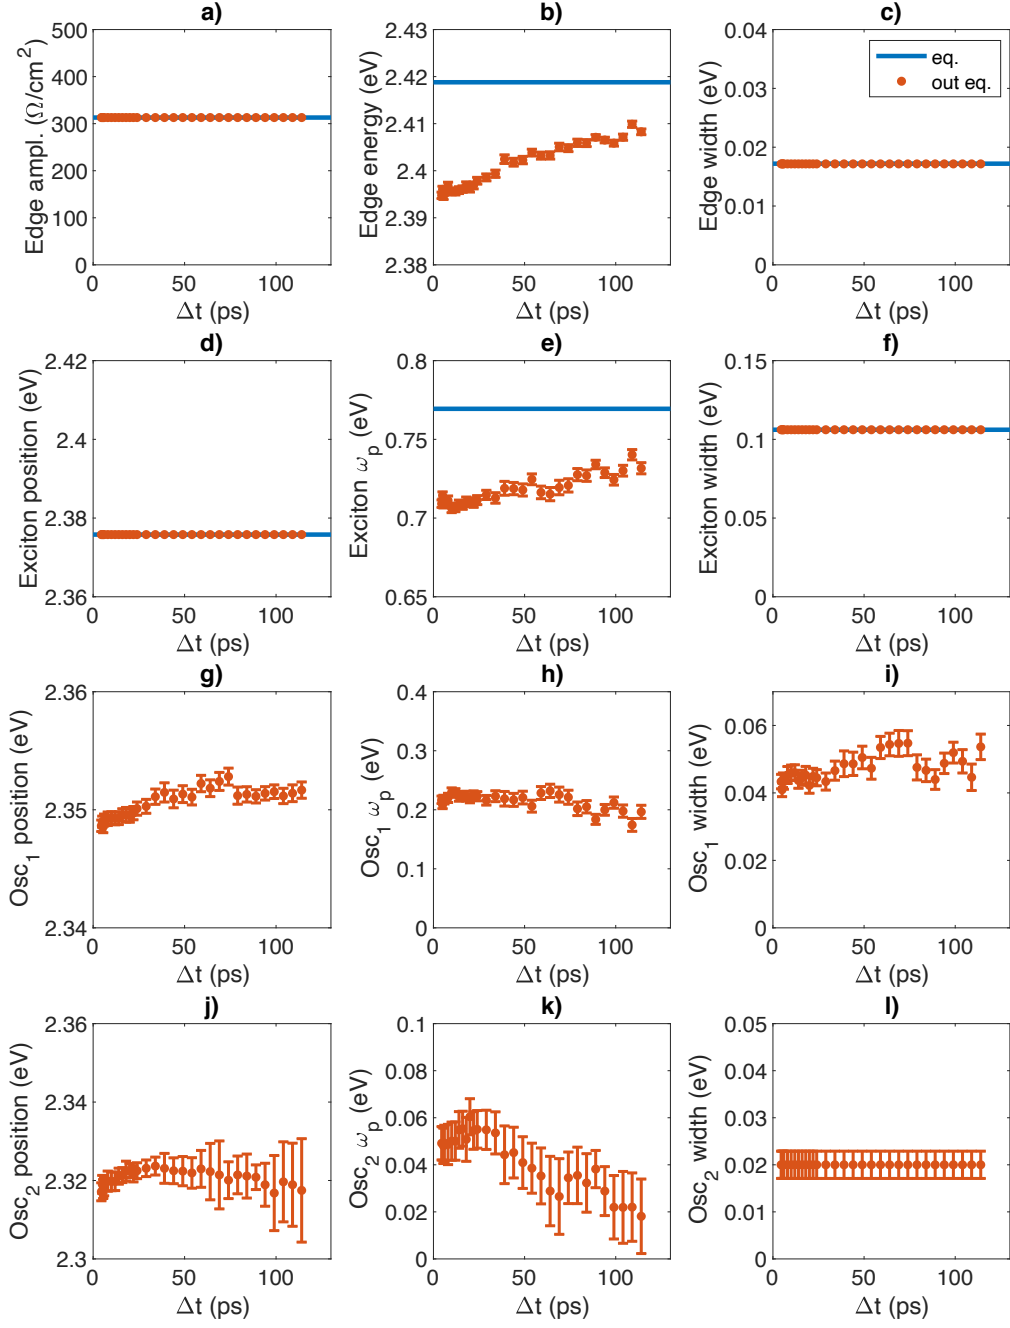 a)
500
400
300
200
100
0
0 50 100
Edge ampl. (Ω/cm²)
Δt (ps)
b)
2.43
2.42
2.41
2.4
2.39
2.38
0 50 100
Edge energy (eV)
Δt (ps)
c)
0.04
0.03
0.02
0.01
0
0 50 100
Edge width (eV)
Δt (ps)
eq.
out eq.
d)
2.42
2.4
2.38
2.36
0 50 100
Exciton position (eV)
Δt (ps)
e)
0.8
0.75
0.7
0.65
0 50 100
Exciton ωₚ (eV)
Δt (ps)
f)
0.15
0.1
0.05
0
0 50 100
Exciton width (eV)
Δt (ps)
g)
2.36
2.35
2.34
0 50 100
Osc₁ position (eV)
Δt (ps)
h)
0.4
0.3
0.2
0.1
0
0 50 100
Osc₁ ωₚ (eV)
Δt (ps)
i)
0.06
0.04
0.02
0
0 50 100
Osc₁ width (eV)
Δt (ps)
j)
2.36
2.34
2.32
2.3
0 50 100
Osc₂ position (eV)
Δt (ps)
k)
0.1
0.08
0.06
0.04
0.02
0
0 50 100
Osc₂ ωₚ (eV)
Δt (ps)
l)
0.05
0.04
0.03
0.02
0.01
0
0 50 100
Osc₂ width (eV)
Δt (ps)